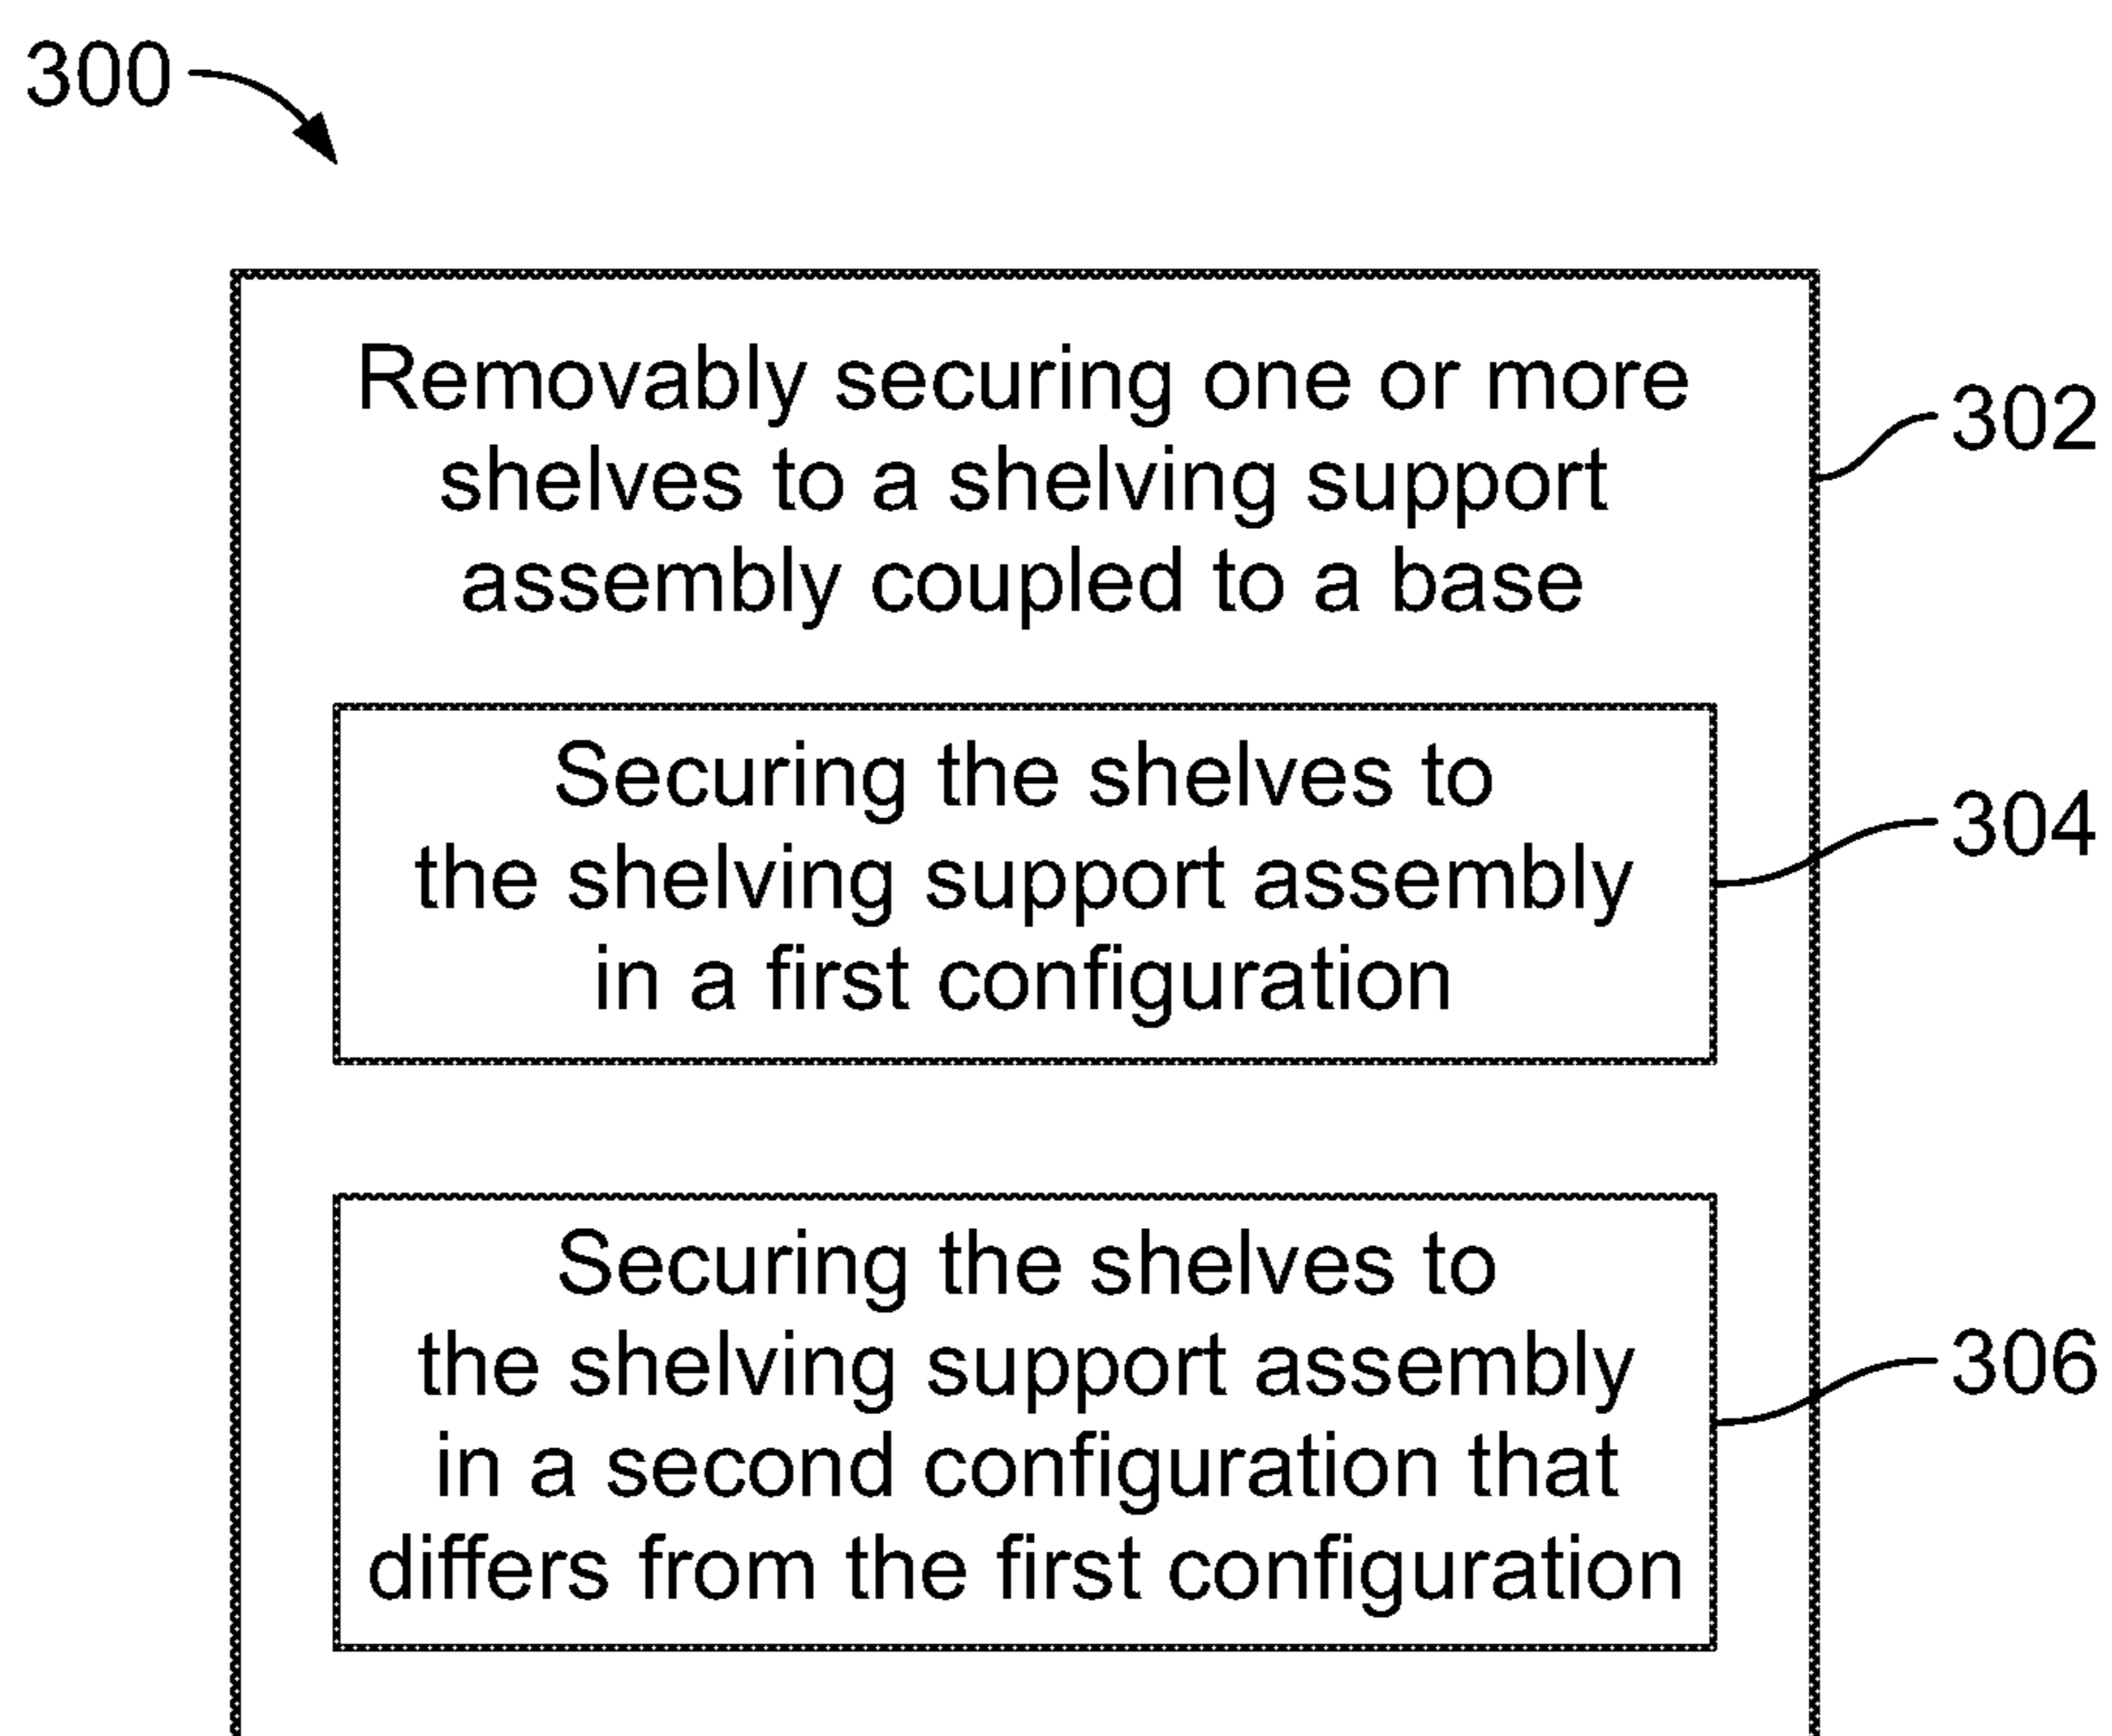 300
Removably securing one or more
shelves to a shelving support
assembly coupled to a base
302
Securing the shelves to
the shelving support assembly
in a first configuration
304
Securing the shelves to
the shelving support assembly
in a second configuration that
differs from the first configuration
306